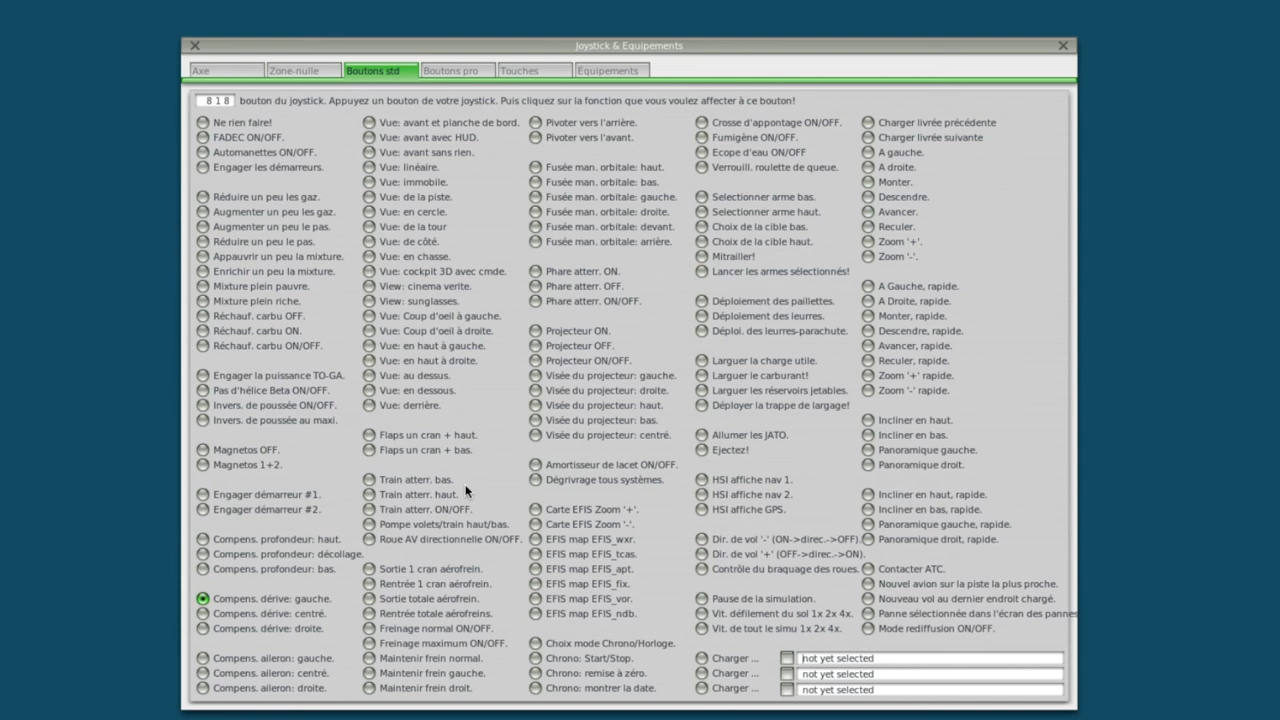 Joystick & Equipements
Axe
Zone-nulle
Boutons std
Boutons pro
Touches
Equipements
8 1 8 bouton du joystick. Appuyez un bouton de votre joystick. Puis cliquez sur la fonction que vous voulez affecter à ce bouton!
Ne rien faire!
FADEC ON/OFF.
Automanettes ON/OFF.
Engager les démarreurs.
Réduire un peu les gaz.
Augmenter un peu les gaz.
Augmenter un peu le pas.
Réduire un peu le pas.
Appauvrir un peu la mixture.
Enrichir un peu la mixture.
Mixture plein pauvre.
Mixture plein riche.
Réchauf. carbu OFF.
Réchauf. carbu ON.
Réchauf. carbu ON/OFF.
Engager la puissance TO-GA.
Pas d'hélice Beta ON/OFF.
Invers. de poussée ON/OFF.
Invers. de poussée au maxi.
Magnetos OFF.
Magnetos 1+2.
Engager démarreur #1.
Engager démarreur #2.
Compens. profondeur: haut.
Compens. profondeur: décollage.
Compens. profondeur: bas.
Compens. dérive: gauche.
Compens. dérive: centré.
Compens. dérive: droite.
Compens. aileron: gauche.
Compens. aileron: centré.
Compens. aileron: droite.
Vue: avant et planche de bord.
Vue: avant avec HUD.
Vue: avant sans rien.
Vue: linéaire.
Vue: immobile.
Vue: de la piste.
Vue: en cercle.
Vue: de la tour
Vue: de côté.
Vue: en chasse.
Vue: cockpit 3D avec cmde.
View: cinema verite.
View: sunglasses.
Vue: Coup d'oeil à gauche.
Vue: Coup d'oeil à droite.
Vue: en haut à gauche.
Vue: en haut à droite.
Vue: au dessus.
Vue: en dessous.
Vue: derrière.
Flaps un cran + haut.
Flaps un cran + bas.
Train atterr. bas.
Train atterr. haut.
Train atterr. ON/OFF.
Pompe volets/train haut/bas.
Roue AV directionnelle ON/OFF.
Sortie 1 cran aérofrein.
Rentrée 1 cran aérofrein.
Sortie totale aérofrein.
Rentrée totale aérofreins.
Freinage normal ON/OFF.
Freinage maximum ON/OFF.
Maintenir frein normal.
Maintenir frein gauche.
Maintenir frein droit.
Pivoter vers l'arrière.
Pivoter vers l'avant.
Fusée man. orbitale: haut.
Fusée man. orbitale: bas.
Fusée man. orbitale: gauche.
Fusée man. orbitale: droite.
Fusée man. orbitale: devant.
Fusée man. orbitale: arrière.
Phare atterr. ON.
Phare atterr. OFF.
Phare atterr. ON/OFF.
Projecteur ON.
Projecteur OFF.
Projecteur ON/OFF.
Visée du projecteur: gauche.
Visée du projecteur: droite.
Visée du projecteur: haut.
Visée du projecteur: bas.
Visée du projecteur: centré.
Amortisseur de lacet ON/OFF.
Dégivrage tous systèmes.
Carte EFIS Zoom '+'.
Carte EFIS Zoom '-'.
EFIS map EFIS_wxr.
EFIS map EFIS_tcas.
EFIS map EFIS_apt.
EFIS map EFIS_fix.
EFIS map EFIS_vor.
EFIS map EFIS_ndb.
Choix mode Chrono/Horloge.
Chrono: Start/Stop.
Chrono: remise à zéro.
Chrono: montrer la date.
Crosse d'appontage ON/OFF.
Fumigène ON/OFF.
Ecope d'eau ON/OFF
Verrouill. roulette de queue.
Selectionner arme bas.
Selectionner arme haut.
Choix de la cible bas.
Choix de la cible haut.
Mitrailler!
Lancer les armes sélectionnés!
Déploiement des paillettes.
Déploiement des leurres.
Déploi. des leurres-parachute.
Larguer la charge utile.
Larguer le carburant!
Larguer les réservoirs jetables.
Déployer la trappe de largage!
Allumer les JATO.
Ejectez!
HSI affiche nav 1.
HSI affiche nav 2.
HSI affiche GPS.
Dir. de vol '-' (ON->direc.->OFF).
Dir. de vol '+' (OFF->direc.->ON).
Contrôle du braquage des roues.
Pause de la simulation.
Vit. défilement du sol 1x 2x 4x.
Vit. de tout le simu 1x 2x 4x.
Charger ...
Charger ...
Charger ...
Charger livrée précédente
Charger livrée suivante
A gauche.
A droite.
Monter.
Descendre.
Avancer.
Reculer.
Zoom '+'.
Zoom '-'.
A Gauche, rapide.
A Droite, rapide.
Monter, rapide.
Descendre, rapide.
Avancer, rapide.
Reculer, rapide.
Zoom '+' rapide.
Zoom '-' rapide.
Incliner en haut.
Incliner en bas.
Panoramique gauche.
Panoramique droit.
Incliner en haut, rapide.
Incliner en bas, rapide.
Panoramique gauche, rapide.
Panoramique droit, rapide.
Contacter ATC.
Nouvel avion sur la piste la plus proche.
Nouveau vol au dernier endroit chargé.
Panne sélectionnée dans l'écran des pannes
Mode rediffusion ON/OFF.
not yet selected
not yet selected
not yet selected